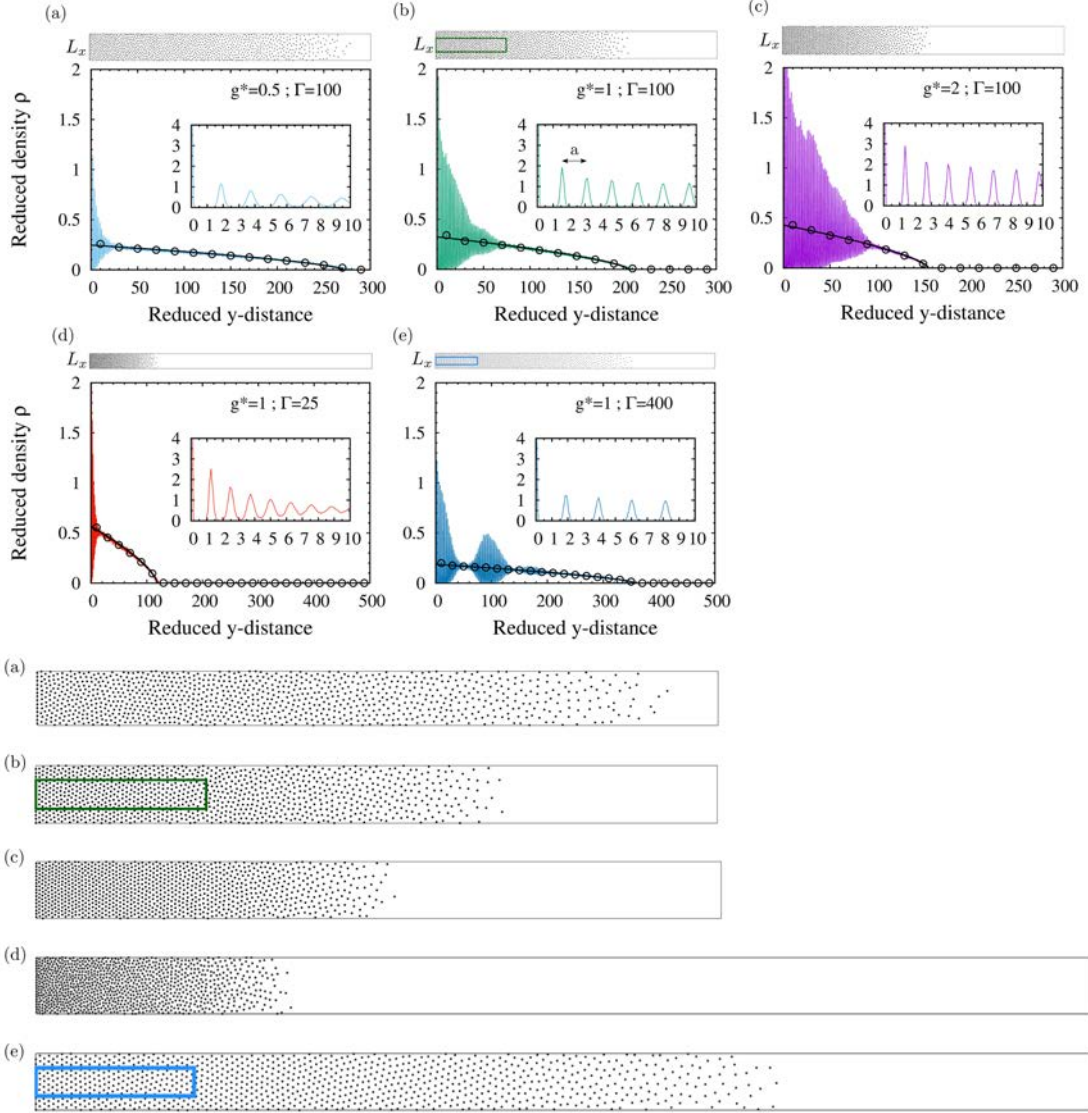 (a)
(b)
(c)
L_x
L_x
L_x
Reduced density ρ
2
1.5
1
0.5
0
g*=0.5 ; Γ=100
4
3
2
1
0
0 1 2 3 4 5 6 7 8 9 10
0 50 100 150 200 250 300
Reduced y-distance
2
1.5
1
0.5
0
g*=1 ; Γ=100
a
4
3
2
1
0
0 1 2 3 4 5 6 7 8 9 10
0 50 100 150 200 250 300
Reduced y-distance
2
1.5
1
0.5
0
g*=2 ; Γ=100
4
3
2
1
0
0 1 2 3 4 5 6 7 8 9 10
0 50 100 150 200 250 300
Reduced y-distance
(d)
(e)
L_x
L_x
Reduced density ρ
2
1.5
1
0.5
0
g*=1 ; Γ=25
4
3
2
1
0
0 1 2 3 4 5 6 7 8 9 10
0 100 200 300 400 500
Reduced y-distance
2
1.5
1
0.5
0
g*=1 ; Γ=400
4
3
2
1
0
0 1 2 3 4 5 6 7 8 9 10
0 100 200 300 400 500
Reduced y-distance
(a)
(b)
(c)
(d)
(e)